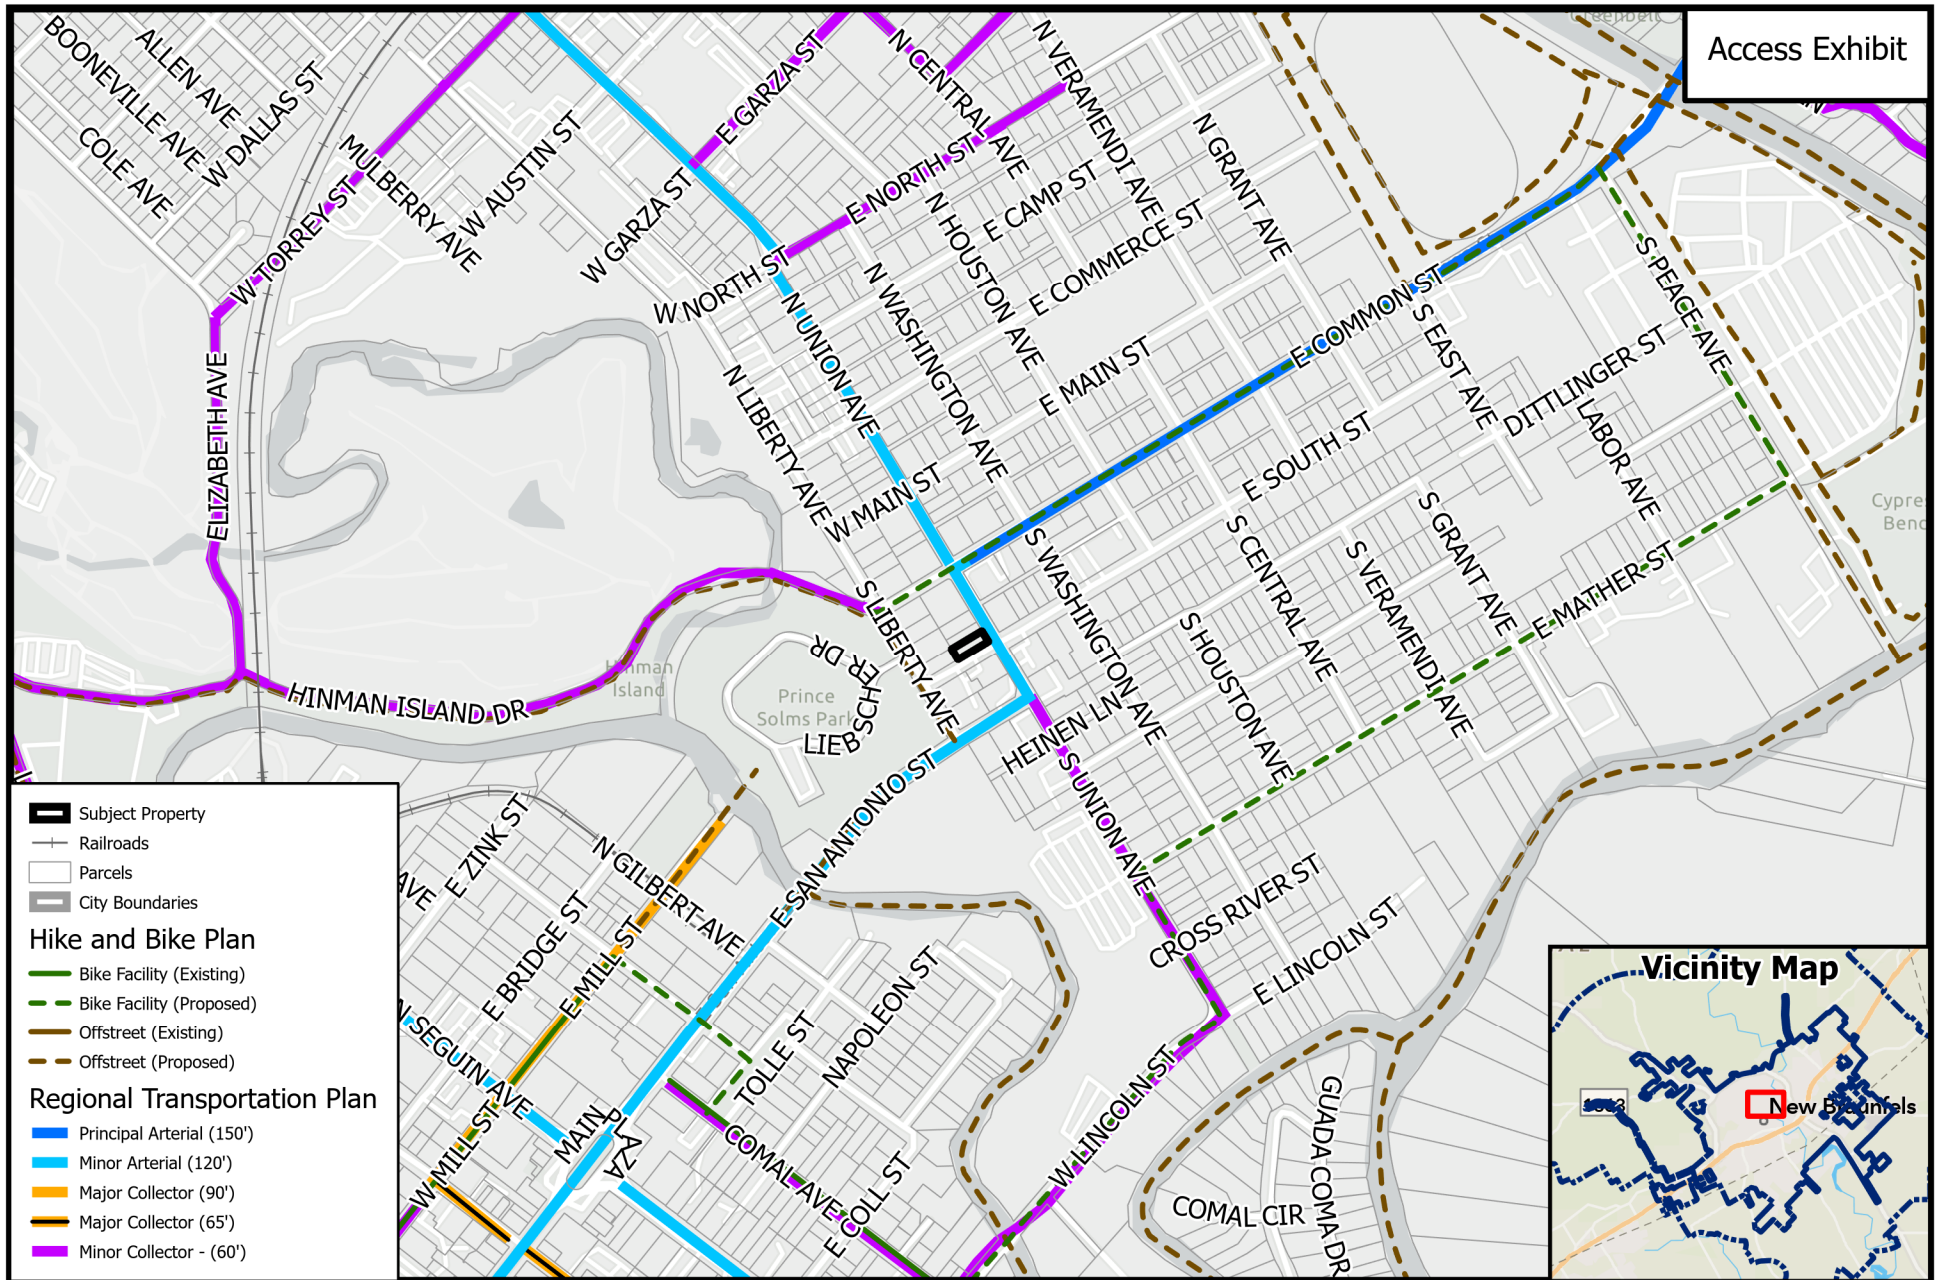 Access Exhibit
Greenbelt
BOONEVILLE AVE
ALLEN AVE
W DALLAS ST
COLE AVE
MULBERRY AVE
W TORREY ST
W AUSTIN ST
W GARZA ST
E GARZA ST
N CENTRAL AVE
N VERAMENDI AVE
N GRANT AVE
E NORTH ST
E CAMP ST
W NORTH ST
N HOUSTON AVE
E COMMERCE ST
N UNION AVE
N WASHINGTON AVE
N LIBERTY AVE
E MAIN ST
W MAIN ST
E COMMON ST
S EAST AVE
S PEACE AVE
DITTLINGER ST
LABOR AVE
E SOUTH ST
ELIZABETH AVE
S LIBERTY AVE
S WASHINGTON AVE
S CENTRAL AVE
S GRANT AVE
S VERAMENDI AVE
S HOUSTON AVE
E MATHER ST
Cypres
Benc
HINMAN ISLAND DR
Hinman
Island
Prince
Solms Park
LIEBSCHER DR
HEINEN LN
S UNION AVE
E SAN ANTONIO ST
E ZINK ST
AVE
N GILBERT AVE
E BRIDGE ST
E MILL ST
N SEGUIN AVE
W MILL ST
MAIN PLAZA
TOLLE ST
NAPOLEON ST
COMAL AVE
E COLL ST
CROSS RIVER ST
E LINCOLN ST
W LINCOLN ST
COMAL CIR
GUADA COMA DR
Subject Property
Railroads
Parcels
City Boundaries
Hike and Bike Plan
Bike Facility (Existing)
Bike Facility (Proposed)
Offstreet (Existing)
Offstreet (Proposed)
Regional Transportation Plan
Principal Arterial (150')
Minor Arterial (120')
Major Collector (90')
Major Collector (65')
Minor Collector - (60')
Vicinity Map
New Braunfels